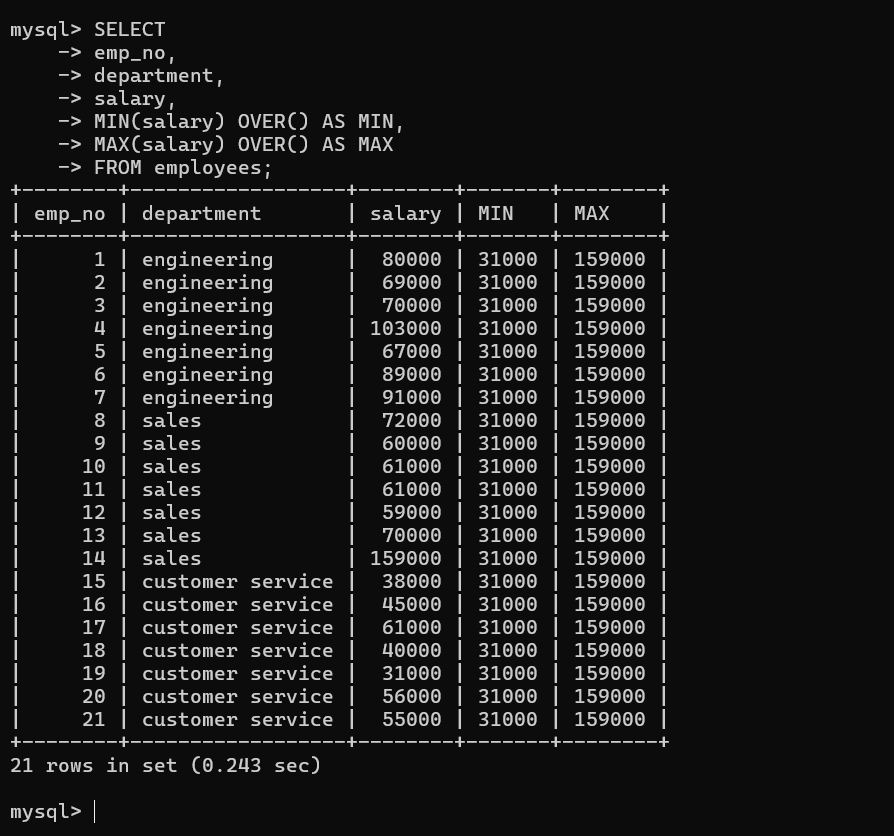 mysql> SELECT
    -> emp_no,
    -> department,
    -> salary,
    -> MIN(salary) OVER() AS MIN,
    -> MAX(salary) OVER() AS MAX
    -> FROM employees;
+--------+------------------+--------+-------+--------+
| emp_no | department       | salary | MIN   | MAX    |
+--------+------------------+--------+-------+--------+
|      1 | engineering      |  80000 | 31000 | 159000 |
|      2 | engineering      |  69000 | 31000 | 159000 |
|      3 | engineering      |  70000 | 31000 | 159000 |
|      4 | engineering      | 103000 | 31000 | 159000 |
|      5 | engineering      |  67000 | 31000 | 159000 |
|      6 | engineering      |  89000 | 31000 | 159000 |
|      7 | engineering      |  91000 | 31000 | 159000 |
|      8 | sales            |  72000 | 31000 | 159000 |
|      9 | sales            |  60000 | 31000 | 159000 |
|     10 | sales            |  61000 | 31000 | 159000 |
|     11 | sales            |  61000 | 31000 | 159000 |
|     12 | sales            |  59000 | 31000 | 159000 |
|     13 | sales            |  70000 | 31000 | 159000 |
|     14 | sales            | 159000 | 31000 | 159000 |
|     15 | customer service |  38000 | 31000 | 159000 |
|     16 | customer service |  45000 | 31000 | 159000 |
|     17 | customer service |  61000 | 31000 | 159000 |
|     18 | customer service |  40000 | 31000 | 159000 |
|     19 | customer service |  31000 | 31000 | 159000 |
|     20 | customer service |  56000 | 31000 | 159000 |
|     21 | customer service |  55000 | 31000 | 159000 |
+--------+------------------+--------+-------+--------+
21 rows in set (0.243 sec)

mysql>